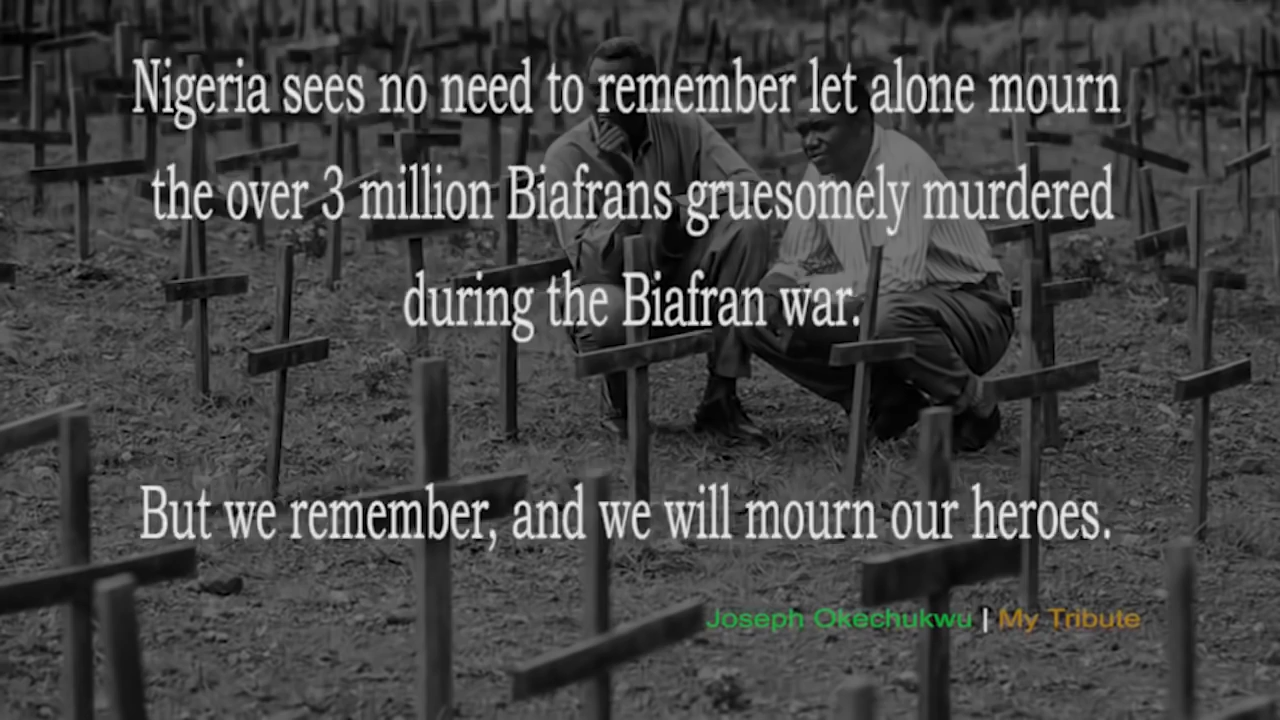 Nigeria sees no need to remember let alone mourn
the over 3 million Biafrans gruesomely murdered
during the Biafran war.
But we remember, and we will mourn our heroes.
Joseph Okechukwu | My Tribute